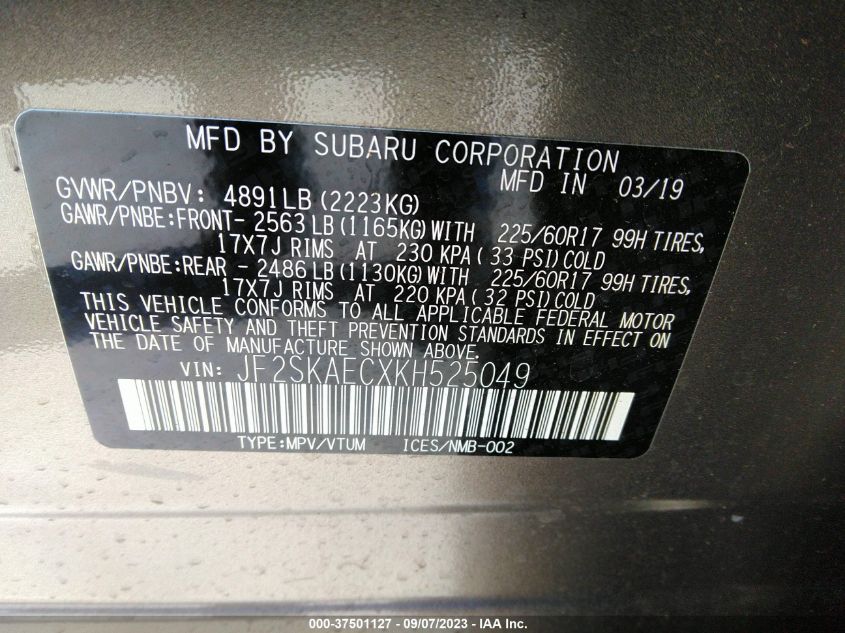 MFD BY SUBARU CORPORATION
MFD IN 03/19
GVWR/PNBV: 4891LB (2223KG)
GAWR/PNBE:FRONT- 2563 LB (1165KG) WITH 225/60R17 99H TIRES,
17X7J RIMS AT 230 KPA ( 33 PSI) COLD
GAWR/PNBE:REAR - 2486 LB (1130KG) WITH 225/60R17 99H TIRES,
17X7J RIMS AT 220 KPA ( 32 PSI) COLD
THIS VEHICLE CONFORMS TO ALL APPLICABLE FEDERAL MOTOR
VEHICLE SAFETY AND THEFT PREVENTION STANDARDS IN EFFECT ON
THE DATE OF MANUFACTURE SHOWN ABOVE.
VIN: JF2SKAECXKH525049
TYPE:MPV/VTUM ICES/NMB-002
000-37501127 - 09/07/2023 - IAA Inc.